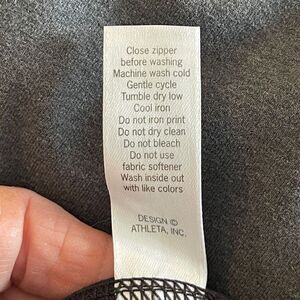 Close zipper
before washing
Machine wash cold
Gentle cycle
Tumble dry low
Cool iron
Do not iron print
Do not dry clean
Do not bleach
Do not use
fabric softener
Wash inside out
with like colors
DESIGN ©
ATHLETA, INC.